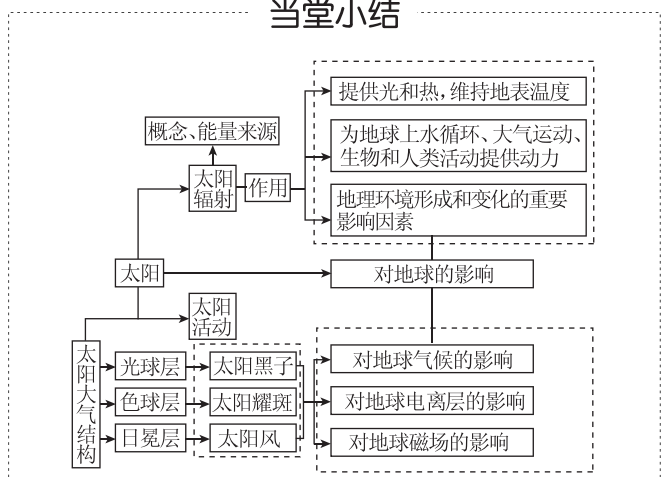 当堂小结
提供光和热,维持地表温度
概念、能量来源
为地球上水循环、大气运动、
生物和人类活动提供动力
太阳
辐射
作用
地理环境形成和变化的重要
影响因素
太阳
对地球的影响
太阳
活动
太阳大气结构
光球层
太阳黑子
对地球气候的影响
色球层
太阳耀斑
对地球电离层的影响
日冕层
太阳风
对地球磁场的影响